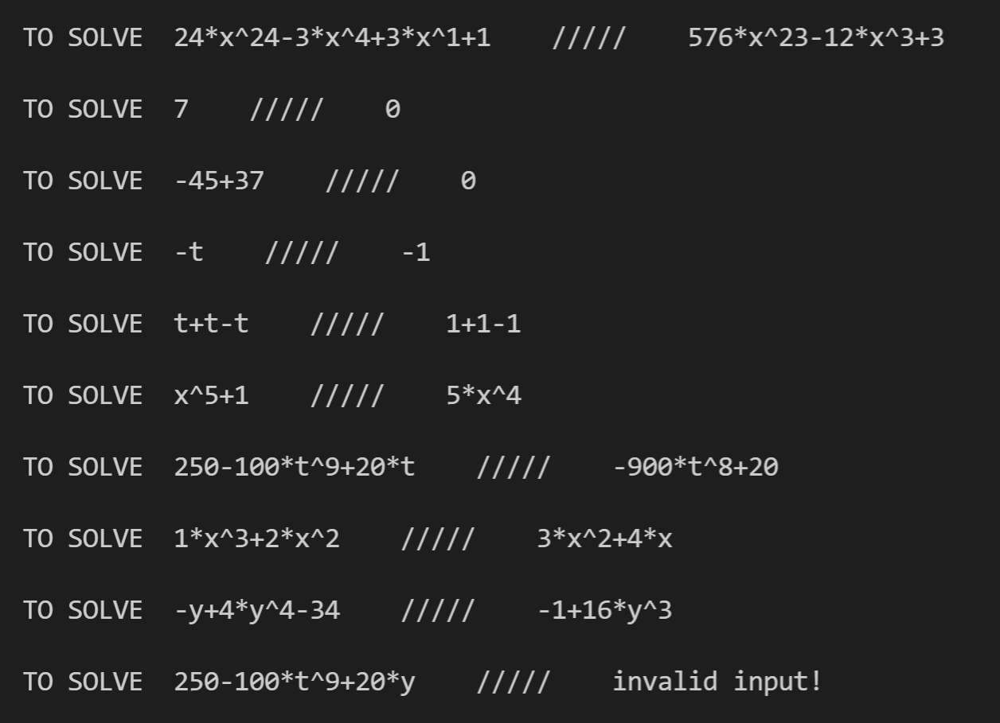 TO SOLVE  24*x^24-3*x^4+3*x^1+1    /////    576*x^23-12*x^3+3
TO SOLVE  7    /////    0
TO SOLVE  -45+37    /////    0
TO SOLVE  -t    /////    -1
TO SOLVE  t+t-t    /////    1+1-1
TO SOLVE  x^5+1    /////    5*x^4
TO SOLVE  250-100*t^9+20*t    /////    -900*t^8+20
TO SOLVE  1*x^3+2*x^2    /////    3*x^2+4*x
TO SOLVE  -y+4*y^4-34    /////    -1+16*y^3
TO SOLVE  250-100*t^9+20*y    /////    invalid input!